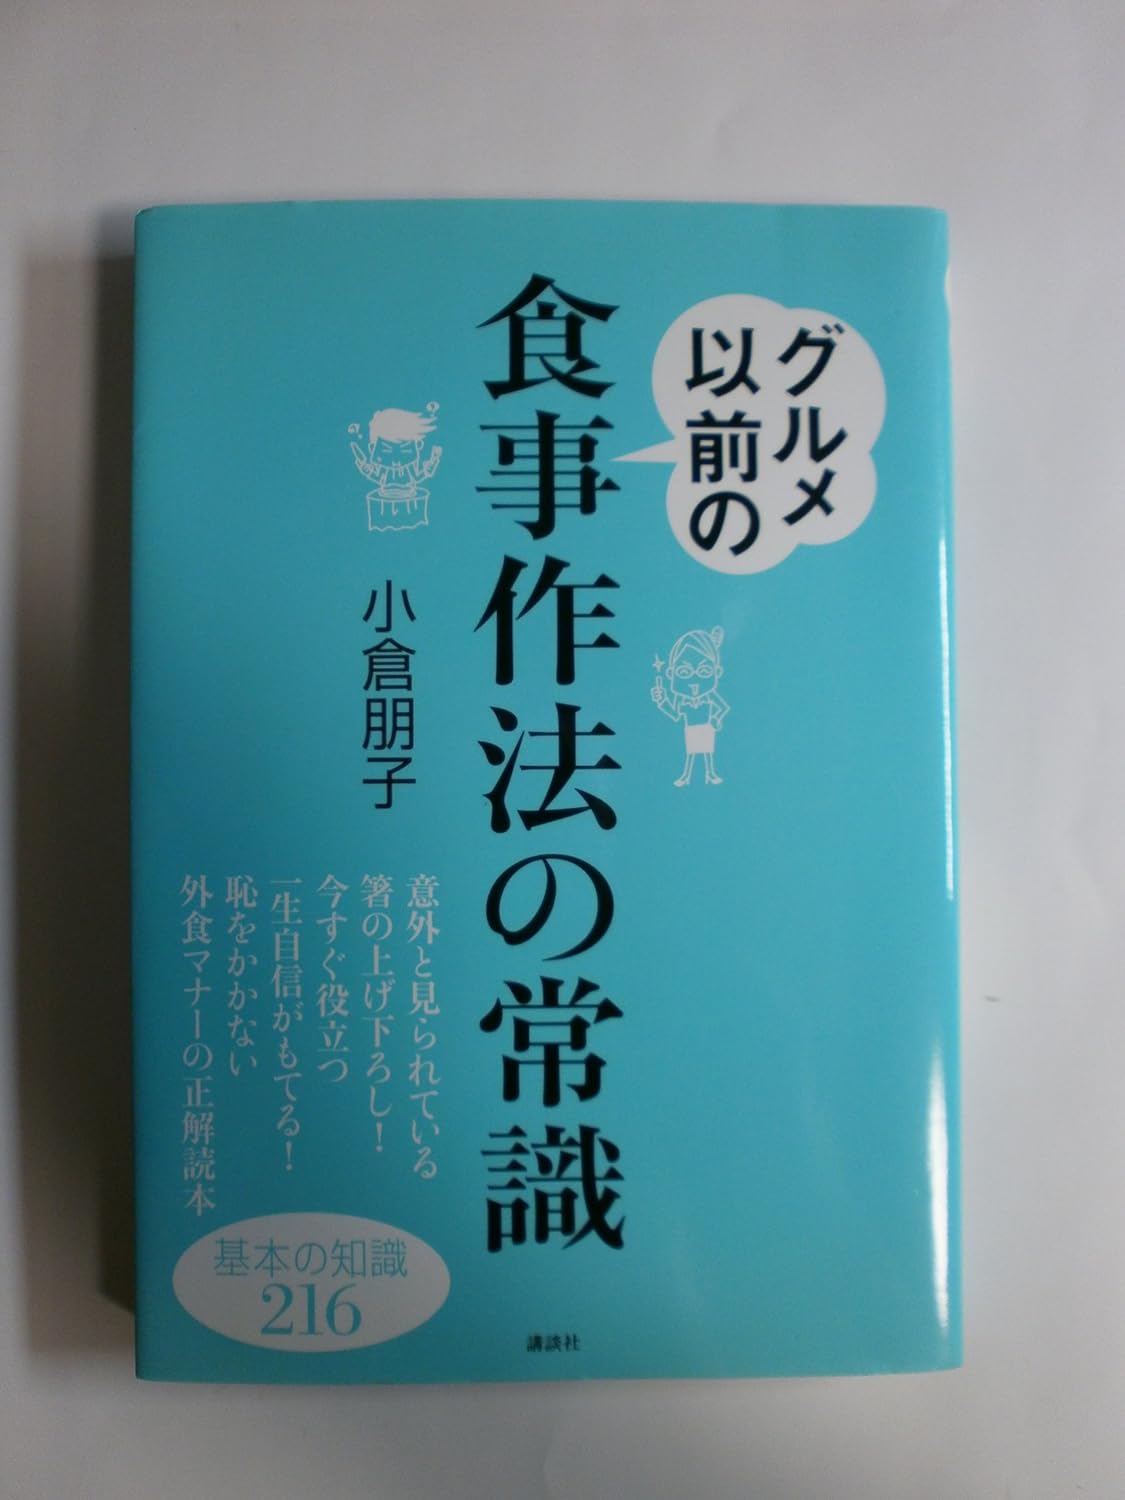 グルメ
以前の
食事作法の常識
小倉朋子
意外と見られている
箸の上げ下ろし！
今すぐ役立つ
一生自信がもてる！
恥をかかない
外食マナーの正解読本
基本の知識
216
講談社